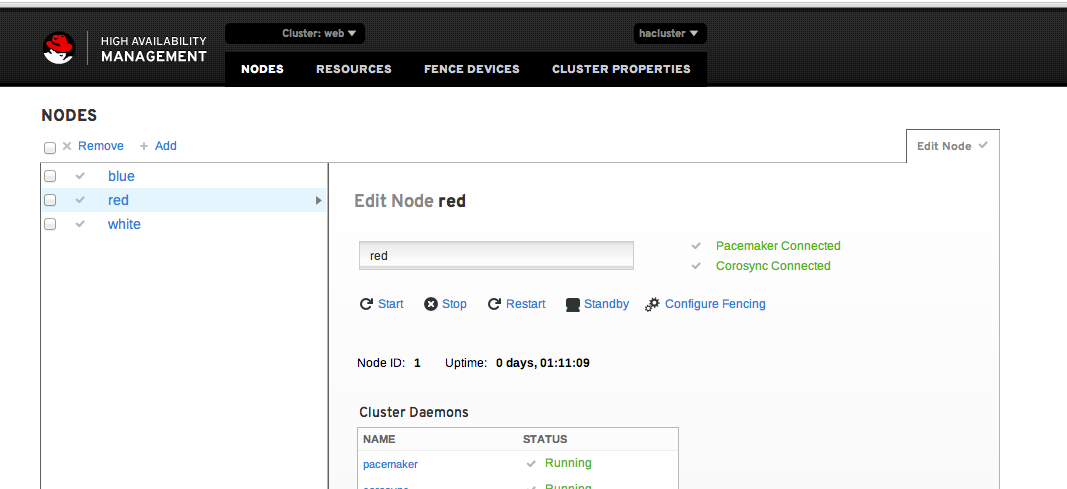 HIGH AVAILABILITY
MANAGEMENT
Cluster: web
hacluster
NODES RESOURCES FENCE DEVICES CLUSTER PROPERTIES
NODES
Remove Add
Edit Node
blue
red
white
Edit Node red
red
Pacemaker Connected
Corosync Connected
Start Stop Restart Standby Configure Fencing
Node ID: 1 Uptime: 0 days, 01:11:09
Cluster Daemons
NAME STATUS
pacemaker Running
corosync Running